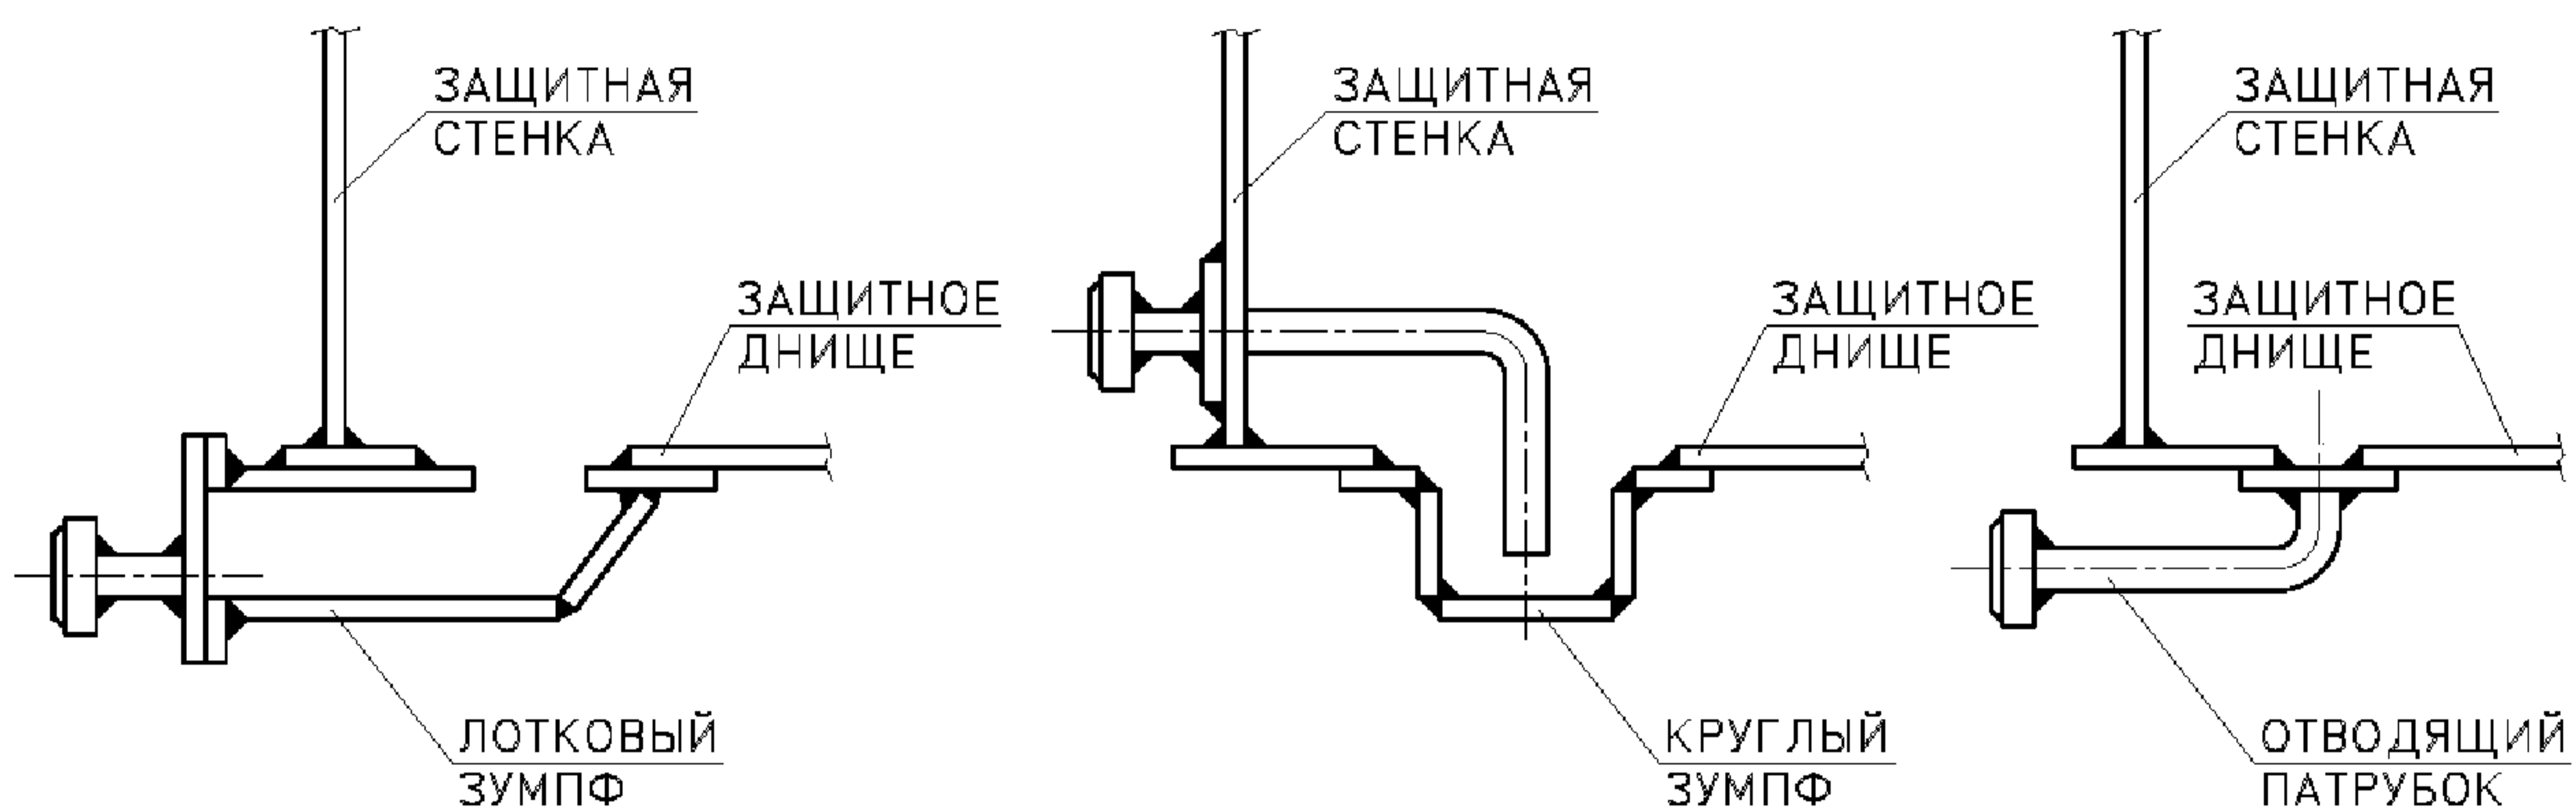 ЗАЩИТНАЯ
СТЕНКА
ЗАЩИТНОЕ
ДНИЩЕ
ЛОТКОВЫЙ
ЗУМПФ
ЗАЩИТНАЯ
СТЕНКА
ЗАЩИТНОЕ
ДНИЩЕ
КРУГЛЫЙ
ЗУМПФ
ЗАЩИТНАЯ
СТЕНКА
ЗАЩИТНОЕ
ДНИЩЕ
ОТВОДЯЩИЙ
ПАТРУБОК